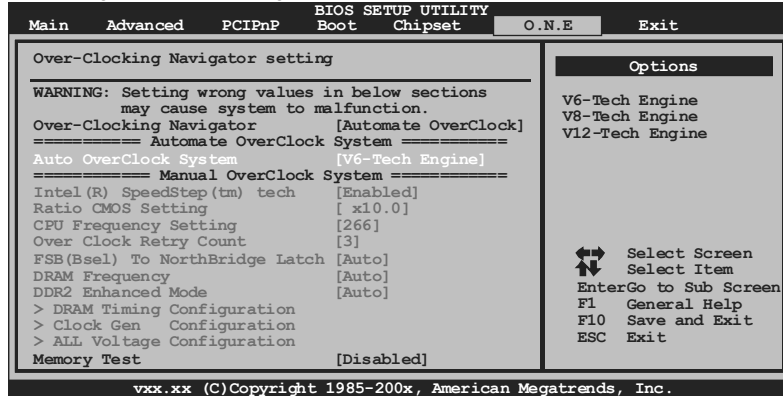 BIOS SETUP UTILITY
Main Advanced PCIPnP Boot Chipset O.N.E Exit
Over-Clocking Navigator setting
WARNING: Setting wrong values in below sections
may cause system to malfunction.
Over-Clocking Navigator [Automate OverClock]
=========== Automate OverClock System ===========
Auto OverClock System [V6-Tech Engine]
============ Manual OverClock System ============
Intel(R) SpeedStep(tm) tech [Enabled]
Ratio CMOS Setting [ x10.0]
CPU Frequency Setting [266]
Over Clock Retry Count [3]
FSB(Bsel) To NorthBridge Latch [Auto]
DRAM Frequency [Auto]
DDR2 Enhanced Mode [Auto]
> DRAM Timing Configuration
> Clock Gen Configuration
> ALL Voltage Configuration
Memory Test [Disabled]
Options
V6-Tech Engine
V8-Tech Engine
V12-Tech Engine
Select Screen
Select Item
EnterGo to Sub Screen
F1 General Help
F10 Save and Exit
ESC Exit
vxx.xx (C)Copyright 1985-200x, American Megatrends, Inc.